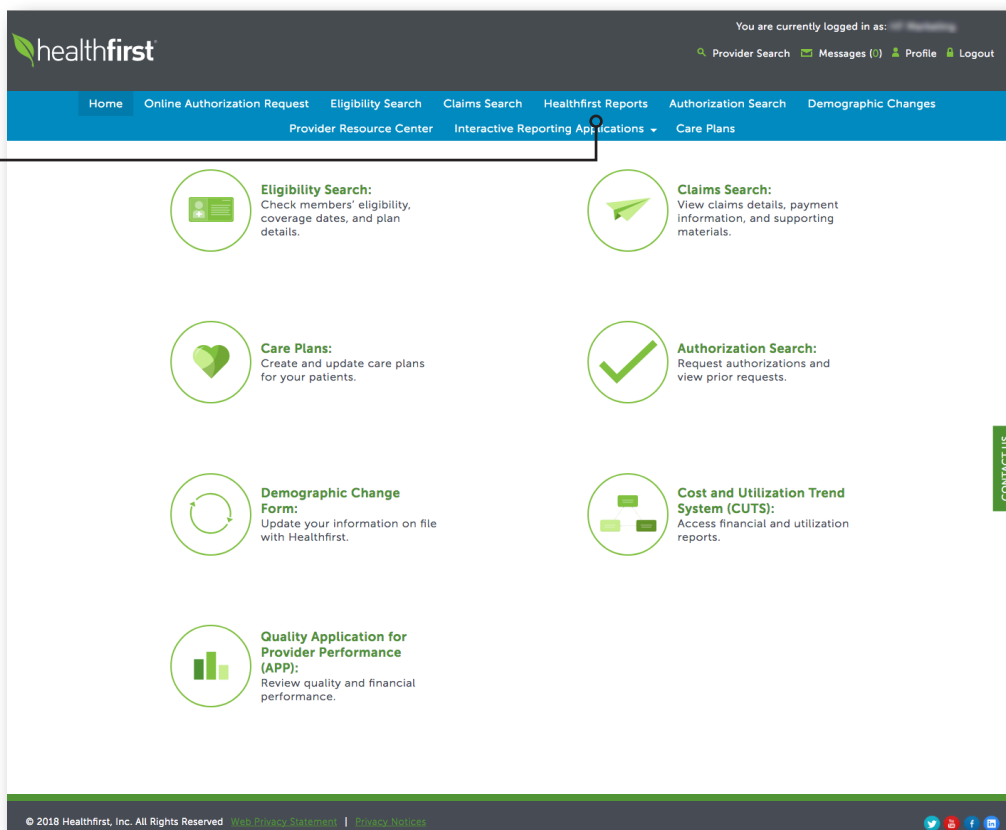 You are currently logged in as:
healthfirst
Provider Search Messages (0) Profile Logout
Home Online Authorization Request Eligibility Search Claims Search Healthfirst Reports Authorization Search Demographic Changes
Provider Resource Center Interactive Reporting Applications Care Plans
Eligibility Search:
Check members' eligibility,
coverage dates, and plan
details.
Claims Search:
View claims details, payment
information, and supporting
materials.
Care Plans:
Create and update care plans
for your patients.
Authorization Search:
Request authorizations and
view prior requests.
CONTACT US
Demographic Change
Form:
Update your information on file
with Healthfirst.
Cost and Utilization Trend
System (CUTS):
Access financial and utilization
reports.
Quality Application for
Provider Performance
(APP):
Review quality and financial
performance.
© 2018 Healthfirst, Inc. All Rights Reserved Web Privacy Statement | Privacy Notices